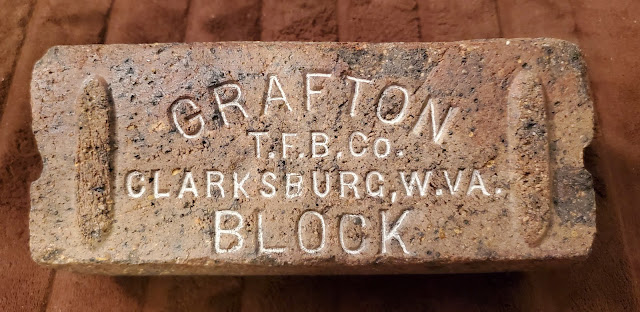 GRAFTON
T.F.B.Co.
CLARKSBURG, W.VA.
BLOCK